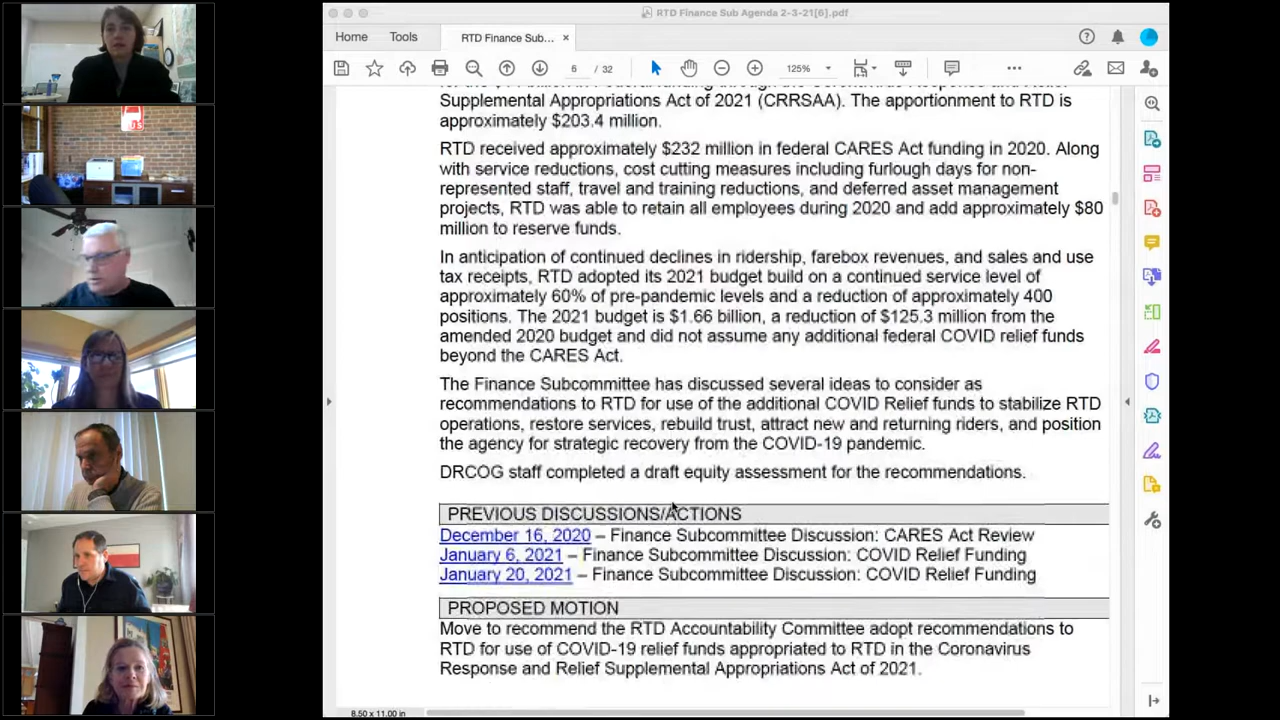 RTD Finance Sub Agenda 2-3-21[6].pdf
Home Tools RTD Finance Sub... ×
6 / 32 125%
Supplemental Appropriations Act of 2021 (CRRSAA). The apportionment to RTD is
approximately $203.4 million.
RTD received approximately $232 million in federal CARES Act funding in 2020. Along
with service reductions, cost cutting measures including furlough days for non-
represented staff, travel and training reductions, and deferred asset management
projects, RTD was able to retain all employees during 2020 and add approximately $80
million to reserve funds.
In anticipation of continued declines in ridership, farebox revenues, and sales and use
tax receipts, RTD adopted its 2021 budget build on a continued service level of
approximately 60% of pre-pandemic levels and a reduction of approximately 400
positions. The 2021 budget is $1.66 billion, a reduction of $125.3 million from the
amended 2020 budget and did not assume any additional federal COVID relief funds
beyond the CARES Act.
The Finance Subcommittee has discussed several ideas to consider as
recommendations to RTD for use of the additional COVID Relief funds to stabilize RTD
operations, restore services, rebuild trust, attract new and returning riders, and position
the agency for strategic recovery from the COVID-19 pandemic.
DRCOG staff completed a draft equity assessment for the recommendations.
PREVIOUS DISCUSSIONS/ACTIONS
December 16, 2020 – Finance Subcommittee Discussion: CARES Act Review
January 6, 2021 – Finance Subcommittee Discussion: COVID Relief Funding
January 20, 2021 – Finance Subcommittee Discussion: COVID Relief Funding
PROPOSED MOTION
Move to recommend the RTD Accountability Committee adopt recommendations to
RTD for use of COVID-19 relief funds appropriated to RTD in the Coronavirus
Response and Relief Supplemental Appropriations Act of 2021.
8.50 x 11.00 in